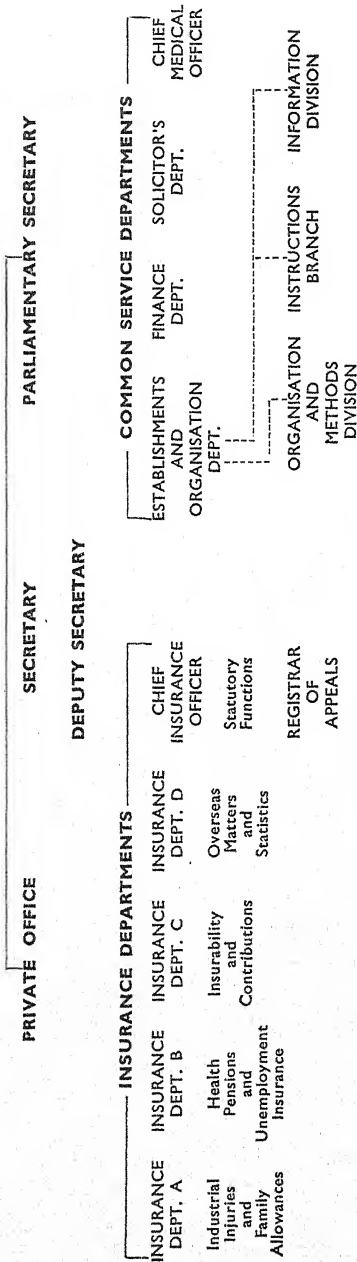 PRIVATE OFFICE SECRETARY PARLIAMENTARY SECRETARY
DEPUTY SECRETARY
INSURANCE DEPARTMENTS
INSURANCE
DEPT. A
Industrial
Injuries
and
Family
Allowances
INSURANCE
DEPT. B
Health
Pensions
and
Unemployment
Insurance
INSURANCE
DEPT. C
Insurability
and
Contributions
INSURANCE
DEPT. D
Overseas
Matters
and
Statistics
CHIEF
INSURANCE
OFFICER
Statutory
Functions
REGISTRAR
OF
APPEALS
COMMON SERVICE DEPARTMENTS
ESTABLISHMENTS
AND
ORGANISATION
DEPT.
FINANCE
DEPT.
SOLICITOR'S
DEPT.
CHIEF
MEDICAL
OFFICER
ORGANISATION
AND
METHODS
DIVISION
INSTRUCTIONS
BRANCH
INFORMATION
DIVISION